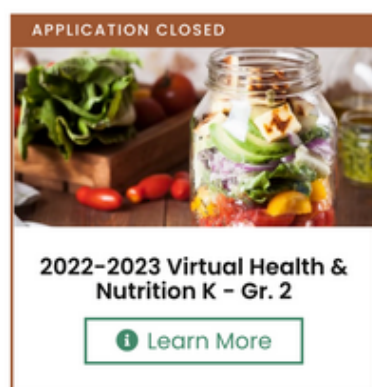 APPLICATION CLOSED
2022-2023 Virtual Health &
Nutrition K - Gr. 2
Learn More